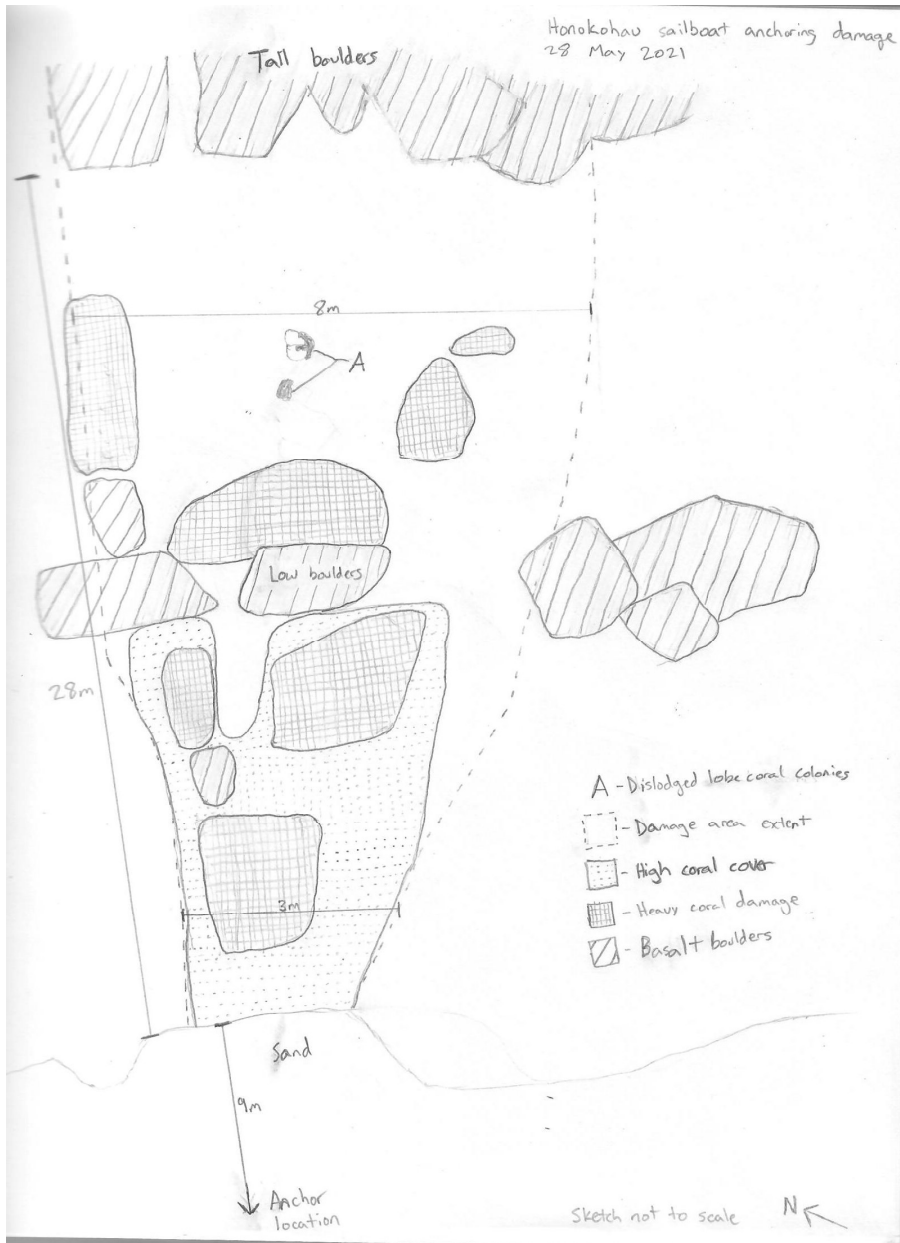 Honokohau sailboat anchoring damage
28 May 2021
Tall boulders
8m
A
Low boulders
28m
A - Dislodged lobe coral colonies
- Damage area extent
- High coral cover
- Heavy coral damage
- Basalt boulders
3m
Sand
9m
Anchor
location
Sketch not to scale
N